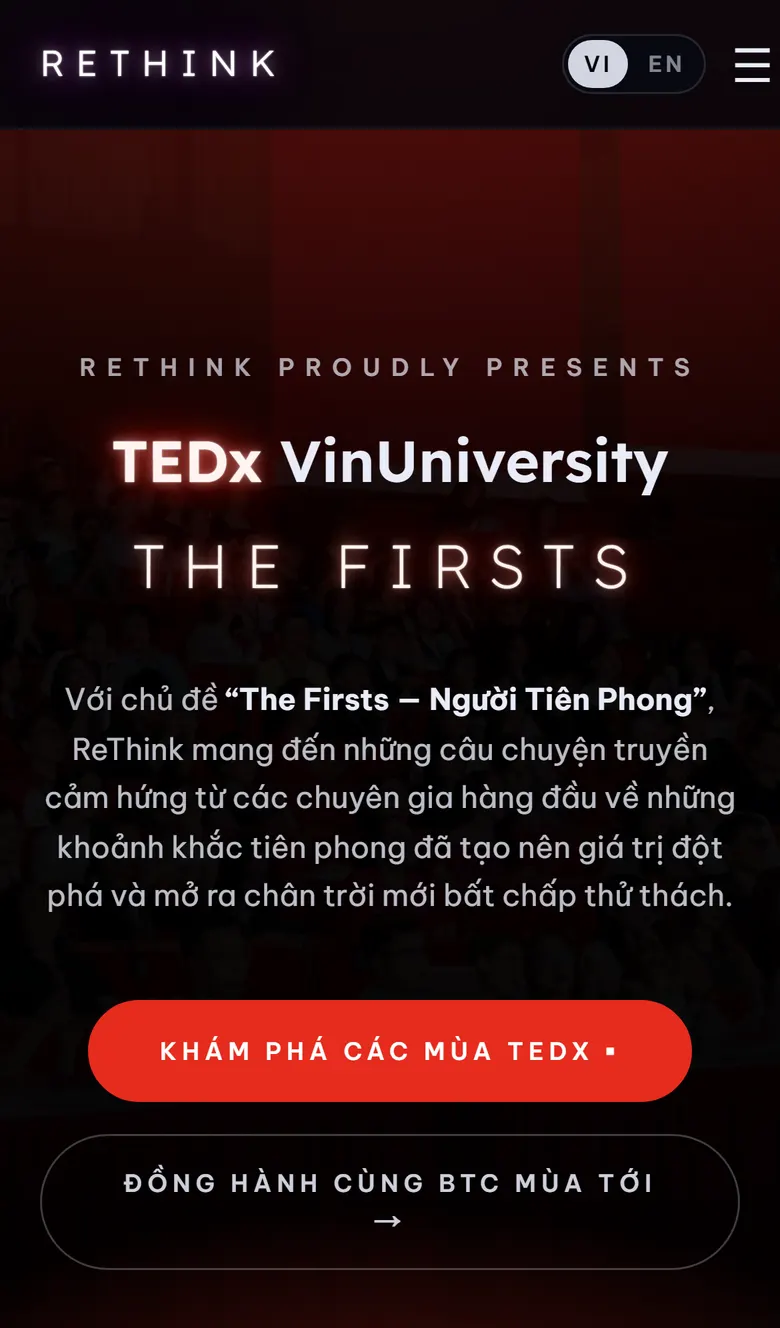 RETHINK
VI EN
RETHINK PROUDLY PRESENTS
TEDx VinUniversity
THE FIRSTS
Với chủ đề “The Firsts — Người Tiên Phong”,
ReThink mang đến những câu chuyện truyền
cảm hứng từ các chuyên gia hàng đầu về những
khoảnh khắc tiên phong đã tạo nên giá trị đột
phá và mở ra chân trời mới bất chấp thử thách.
KHÁM PHÁ CÁC MÙA TEDX ▪
ĐỒNG HÀNH CÙNG BTC MÙA TỚI
→